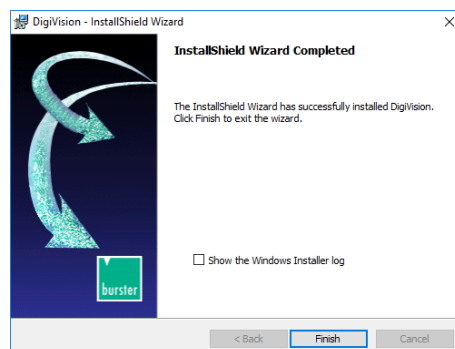 DigiVision - InstallShield Wizard
InstallShield Wizard Completed
The InstallShield Wizard has successfully installed DigiVision.
Click Finish to exit the wizard.
Show the Windows Installer log
burster
< Back
Finish
Cancel